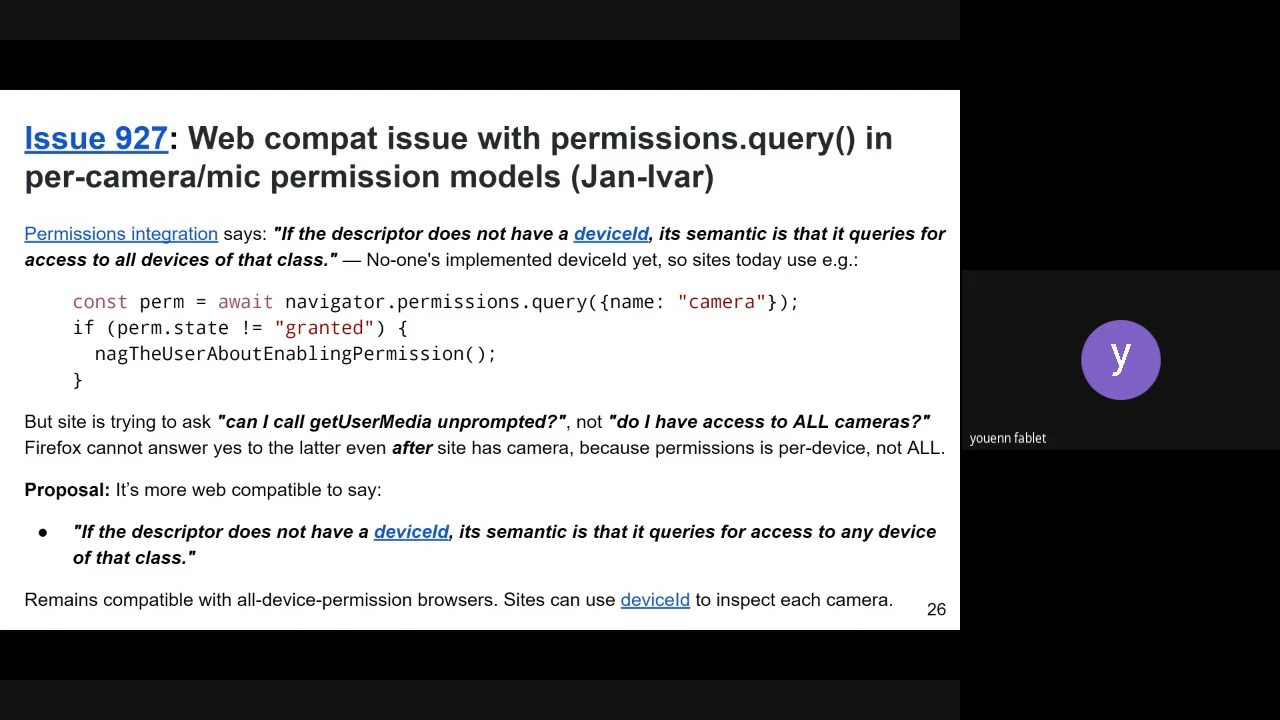 Issue 927: Web compat issue with permissions.query() in
per-camera/mic permission models (Jan-Ivar)
Permissions integration says: "If the descriptor does not have a deviceId, its semantic is that it queries for
access to all devices of that class." — No-one's implemented deviceId yet, so sites today use e.g.:
const perm = await navigator.permissions.query({name: "camera"});
if (perm.state != "granted") {
nagTheUserAboutEnablingPermission();
}
But site is trying to ask "can I call getUserMedia unprompted?", not "do I have access to ALL cameras?"
Firefox cannot answer yes to the latter even after site has camera, because permissions is per-device, not ALL.
Proposal: It’s more web compatible to say:
● "If the descriptor does not have a deviceId, its semantic is that it queries for access to any device
of that class."
Remains compatible with all-device-permission browsers. Sites can use deviceId to inspect each camera.
26
y
youenn fablet